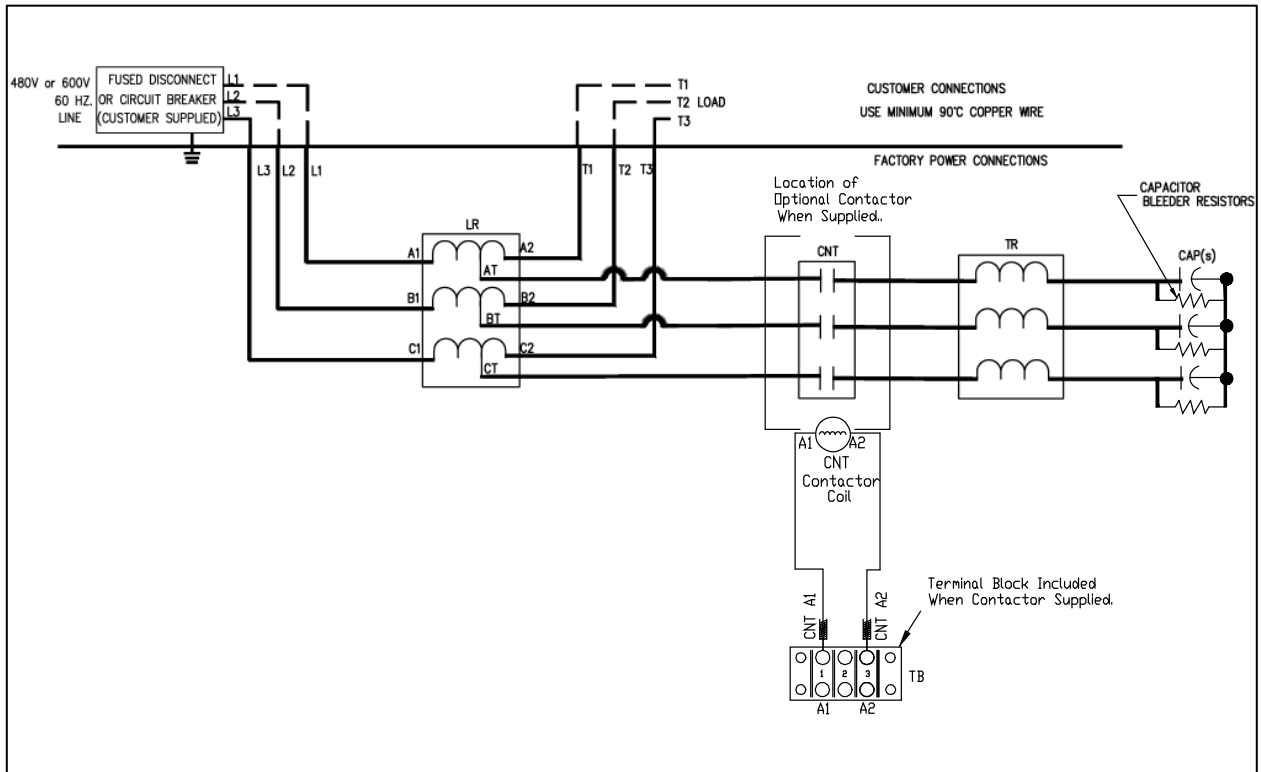 480V or 600V
60 HZ.
LINE
FUSED DISCONNECT
OR CIRCUIT BREAKER
(CUSTOMER SUPPLIED)
L1
L2
L3
T1
T2 LOAD
T3
CUSTOMER CONNECTIONS
USE MINIMUM 90°C COPPER WIRE
L3
L2
L1
T1
T2
T3
FACTORY POWER CONNECTIONS
Location of
Optional Contactor
When Supplied..
CAPACITOR
BLEEDER RESISTORS
LR
CNT
TR
CAP(s)
A1
A2
AT
B1
B2
BT
C1
C2
CT
A1
A2
CNT
Contactor
Coil
CNT A1
CNT A2
Terminal Block Included
When Contactor Supplied.
1
2
3
TB
A1
A2